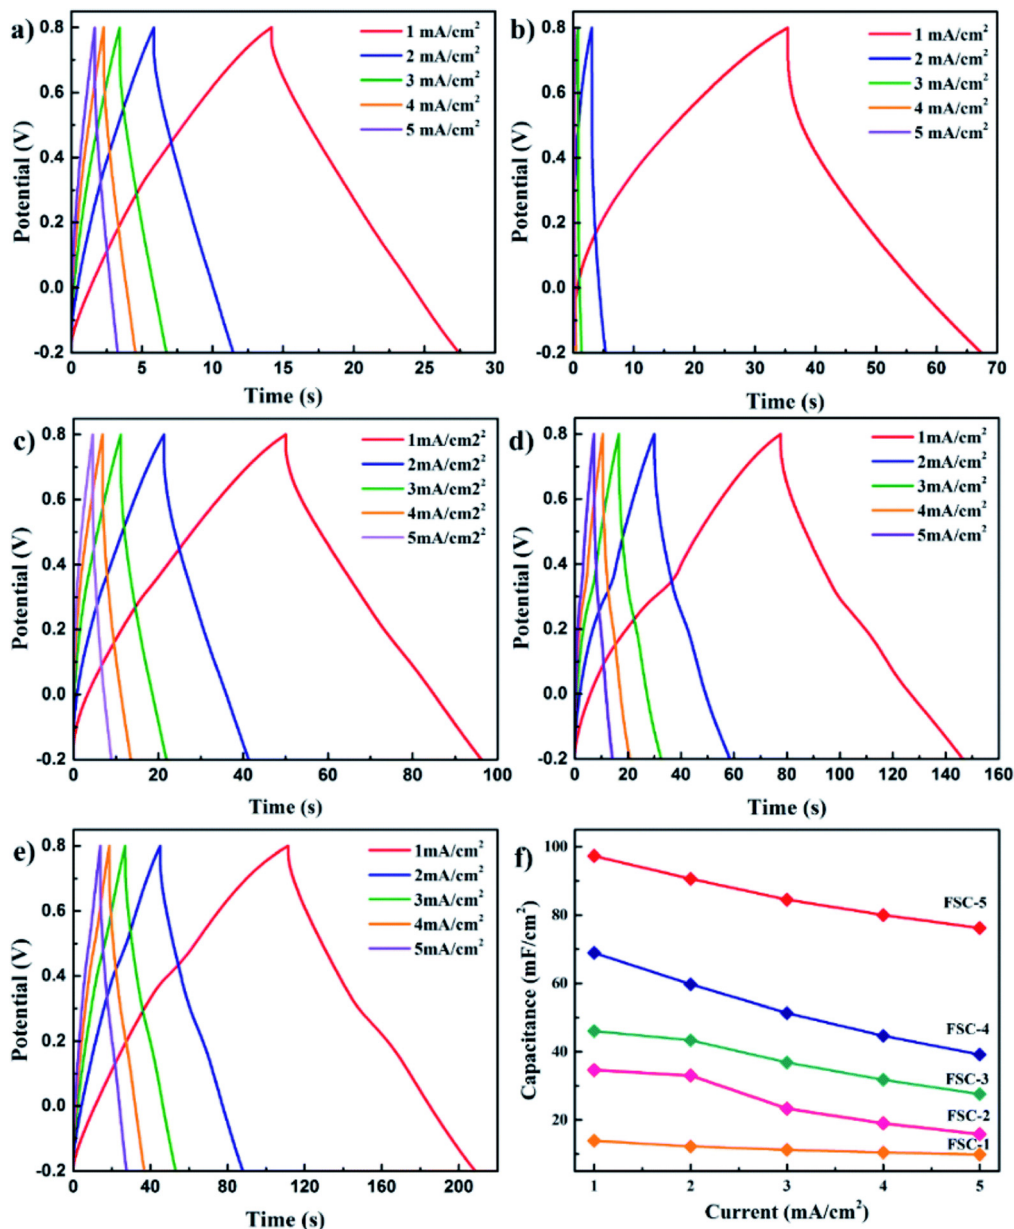 a)
1 mA/cm²
2 mA/cm²
3 mA/cm²
4 mA/cm²
5 mA/cm²
Potential (V)
0.8
0.6
0.4
0.2
0.0
-0.2
0 5 10 15 20 25 30
Time (s)
b)
1 mA/cm²
2 mA/cm²
3 mA/cm²
4 mA/cm²
5 mA/cm²
Potential (V)
0.8
0.6
0.4
0.2
0.0
-0.2
0 10 20 30 40 50 60 70
Time (s)
c)
1mA/cm2²
2mA/cm2²
3mA/cm2²
4mA/cm2²
5mA/cm2²
Potential (V)
0.8
0.6
0.4
0.2
0.0
-0.2
0 20 40 60 80 100
Time (s)
d)
1mA/cm²
2mA/cm²
3mA/cm²
4mA/cm²
5mA/cm²
Potential (V)
0.8
0.6
0.4
0.2
0.0
-0.2
0 20 40 60 80 100 120 140 160
Time (s)
e)
1mA/cm²
2mA/cm²
3mA/cm²
4mA/cm²
5mA/cm²
Potential (V)
0.8
0.6
0.4
0.2
0.0
-0.2
0 40 80 120 160 200
Time (s)
f)
Capacitance (mF/cm²)
100
80
60
40
20
FSC-5
FSC-4
FSC-3
FSC-2
FSC-1
1 2 3 4 5
Current (mA/cm²)